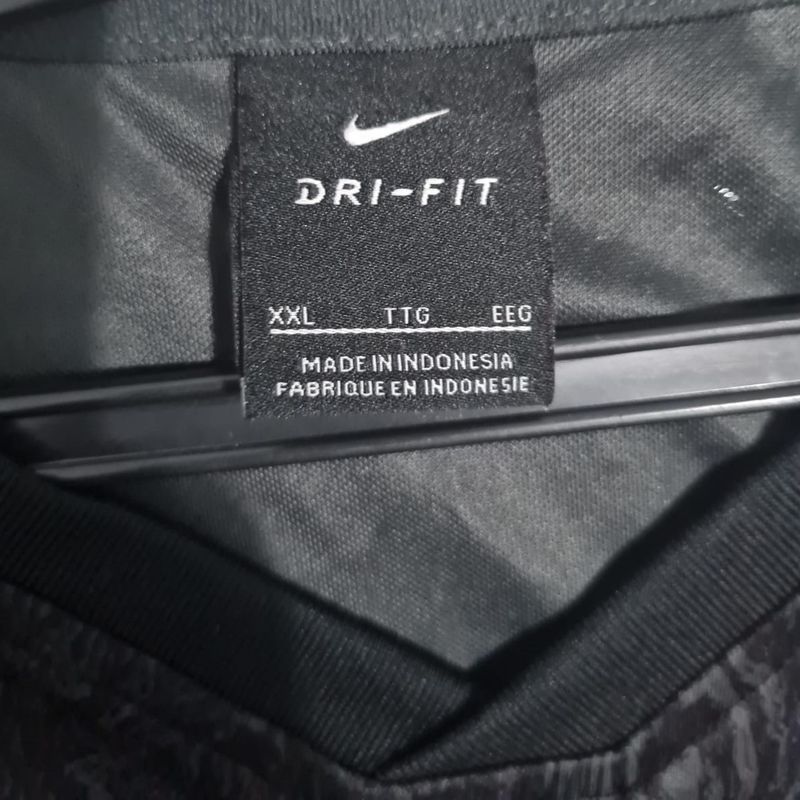 DRI-FIT
XXL TTG EEG
MADE IN INDONESIA
FABRIQUE EN INDONESIE